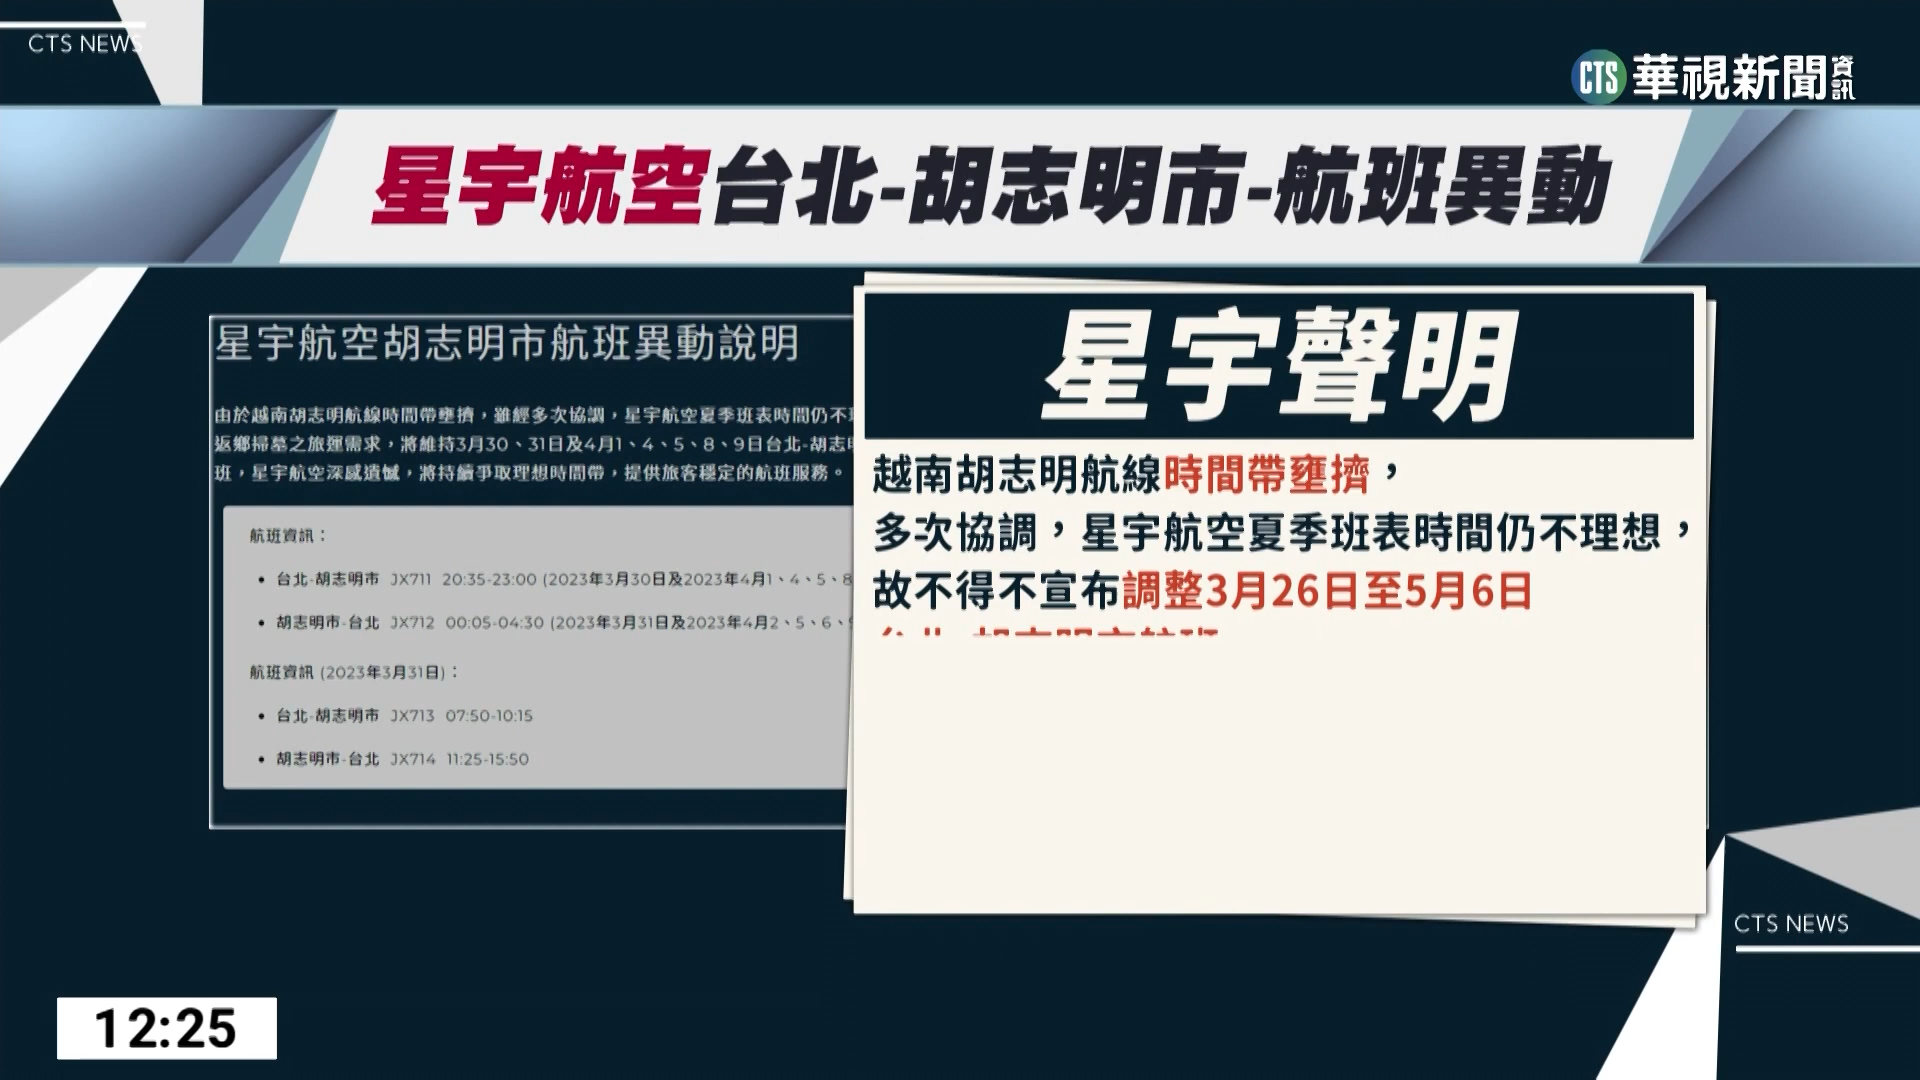 CTS NEWS
CTS 華視新聞 資訊
星宇航空台北-胡志明市-航班異動
星宇航空胡志明市航班異動說明
由於越南胡志明航線時間帶壅擠，雖經多次協調，星宇航空夏季班表時間仍不
返鄉掃墓之旅運需求，將維持3月30、31日及4月1、4、5、8、9日台北-胡志
班，星宇航空深感遺憾，將持續爭取理想時間帶，提供旅客穩定的航班服務。
航班資訊：
• 台北-胡志明市 JX711 20:35-23:00 (2023年3月30日及2023年4月1、4、5、8
• 胡志明市-台北 JX712 00:05-04:30 (2023年3月31日及2023年4月2、5、6、9
航班資訊 (2023年3月31日)：
• 台北-胡志明市 JX713 07:50-10:15
• 胡志明市-台北 JX714 11:25-15:50
星宇聲明
越南胡志明航線時間帶壅擠，
多次協調，星宇航空夏季班表時間仍不理想，
故不得不宣布調整3月26日至5月6日
CTS NEWS
12:25